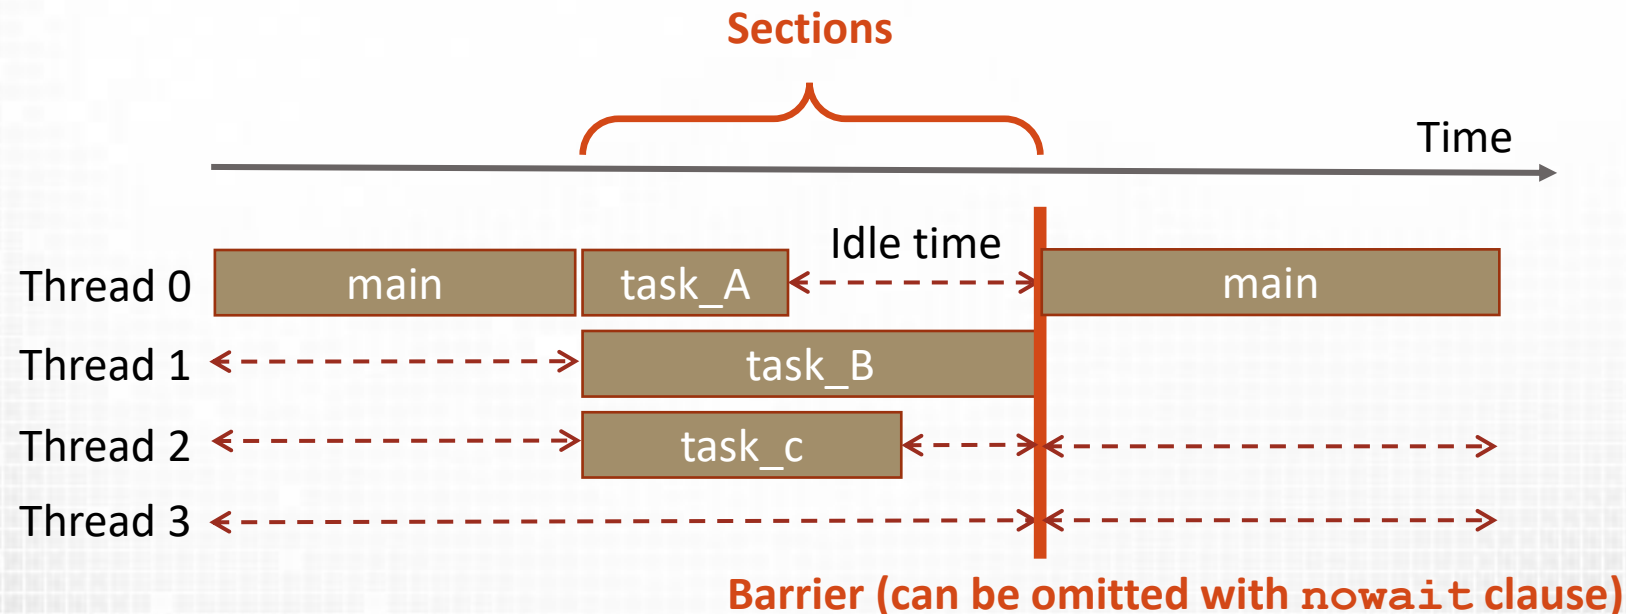 Sections
Time
Idle time
Thread 0 main task_A main
Thread 1 task_B
Thread 2 task_c
Thread 3
Barrier (can be omitted with nowait clause)